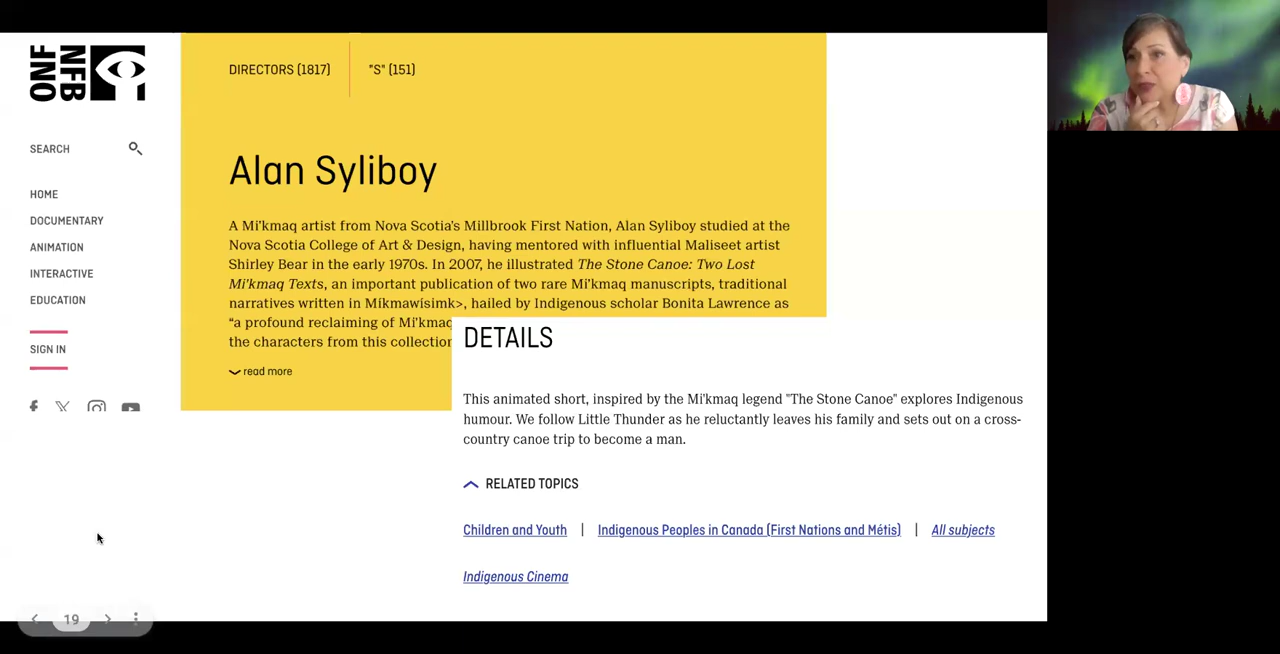 ONF
NFB
SEARCH
HOME
DOCUMENTARY
ANIMATION
INTERACTIVE
EDUCATION
SIGN IN
DIRECTORS (1817)
"S" (151)
Alan Syliboy
A Mi'kmaq artist from Nova Scotia's Millbrook First Nation, Alan Syliboy studied at the
Nova Scotia College of Art & Design, having mentored with influential Maliseet artist
Shirley Bear in the early 1970s. In 2007, he illustrated The Stone Canoe: Two Lost
Mi'kmaq Texts, an important publication of two rare Mi'kmaq manuscripts, traditional
narratives written in Mikmawisimk>, hailed by Indigenous scholar Bonita Lawrence as
“a profound reclaiming of Mi'kmaq
the characters from this collection
read more
DETAILS
This animated short, inspired by the Mi'kmaq legend "The Stone Canoe" explores Indigenous
humour. We follow Little Thunder as he reluctantly leaves his family and sets out on a cross-
country canoe trip to become a man.
RELATED TOPICS
Children and Youth | Indigenous Peoples in Canada (First Nations and Métis) | All subjects
Indigenous Cinema
19